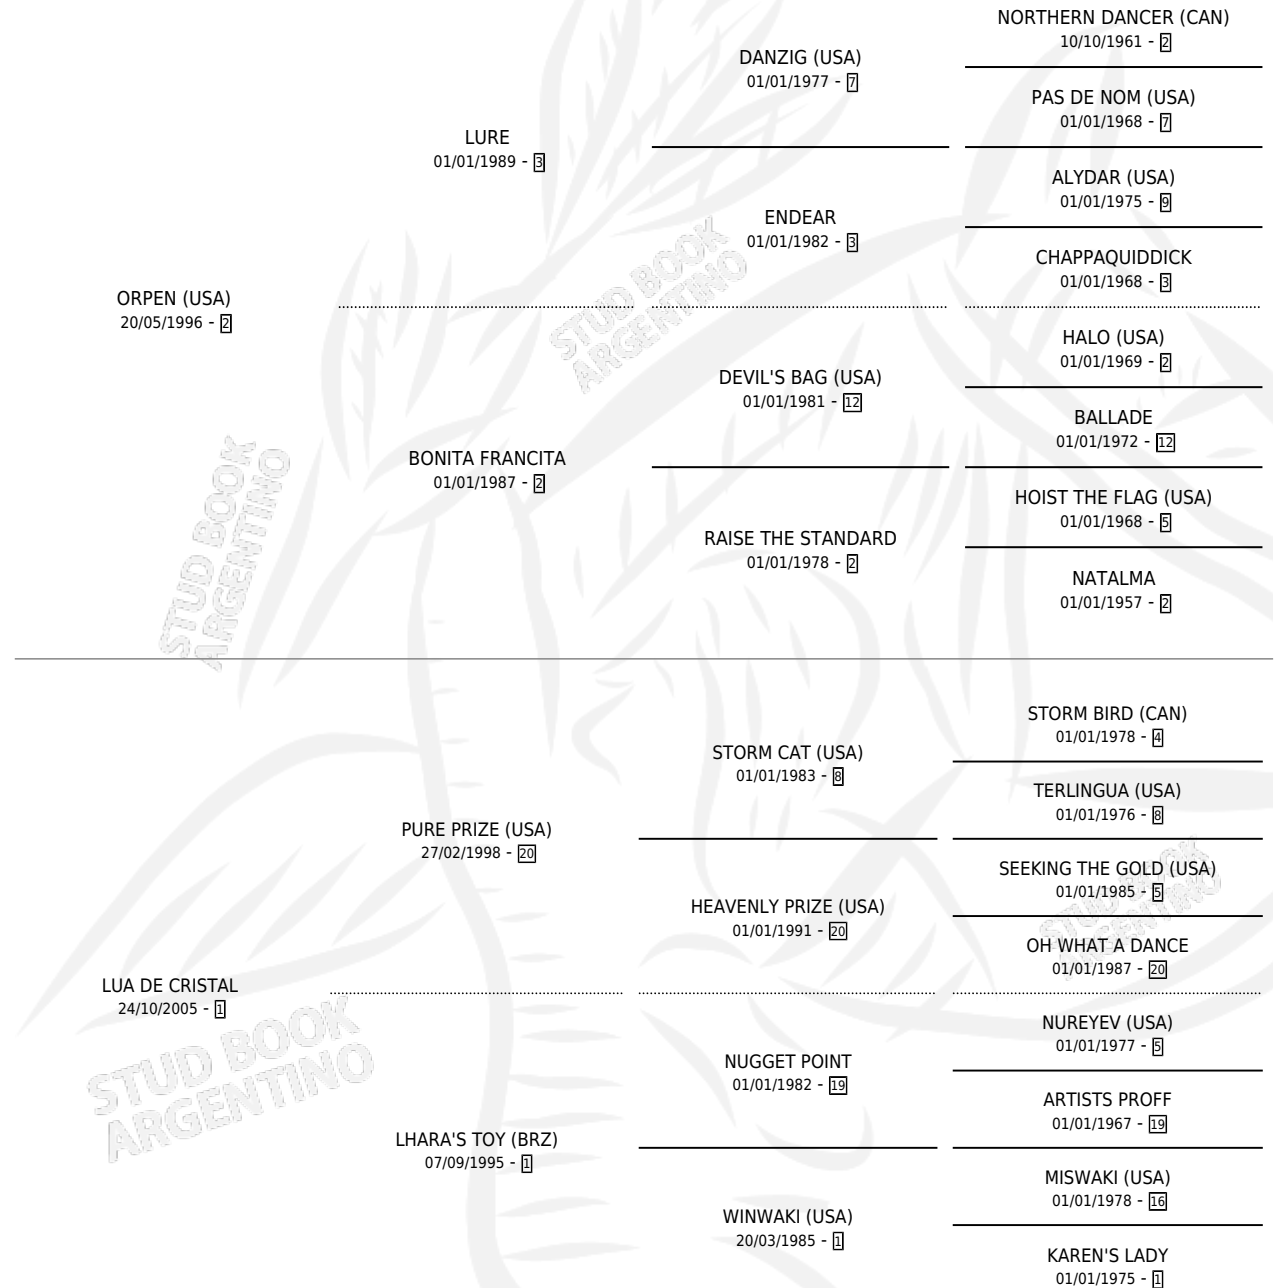 NORTHERN DANCER (CAN)
10/10/1961 - 2
DANZIG (USA)
01/01/1977 - 7
PAS DE NOM (USA)
01/01/1968 - 7
LURE
01/01/1989 - 3
ALYDAR (USA)
01/01/1975 - 9
ENDEAR
01/01/1982 - 3
CHAPPAQUIDDICK
01/01/1968 - 3
ORPEN (USA)
20/05/1996 - 2
HALO (USA)
01/01/1969 - 2
DEVIL'S BAG (USA)
01/01/1981 - 12
BALLADE
01/01/1972 - 12
BONITA FRANCITA
01/01/1987 - 2
HOIST THE FLAG (USA)
01/01/1968 - 5
RAISE THE STANDARD
01/01/1978 - 2
NATALMA
01/01/1957 - 2
STORM BIRD (CAN)
01/01/1978 - 4
STORM CAT (USA)
01/01/1983 - 8
TERLINGUA (USA)
01/01/1976 - 8
PURE PRIZE (USA)
27/02/1998 - 20
SEEKING THE GOLD (USA)
01/01/1985 - 5
HEAVENLY PRIZE (USA)
01/01/1991 - 20
OH WHAT A DANCE
01/01/1987 - 20
LUA DE CRISTAL
24/10/2005 - 1
NUREYEV (USA)
01/01/1977 - 5
NUGGET POINT
01/01/1982 - 19
ARTISTS PROFF
01/01/1967 - 19
LHARA'S TOY (BRZ)
07/09/1995 - 1
MISWAKI (USA)
01/01/1978 - 16
WINWAKI (USA)
20/03/1985 - 1
KAREN'S LADY
01/01/1975 - 1
STUD BOOK
ARGENTINO
STUD BOOK
ARGENTINO
STUD BOOK
ARGENTINO
STUD BOOK
ARGENTINO